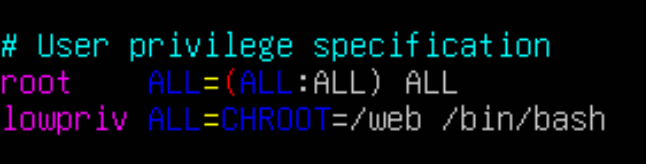 # User privilege specification
root    ALL=(ALL:ALL) ALL
lowpriv ALL=CHROOT=/web /bin/bash